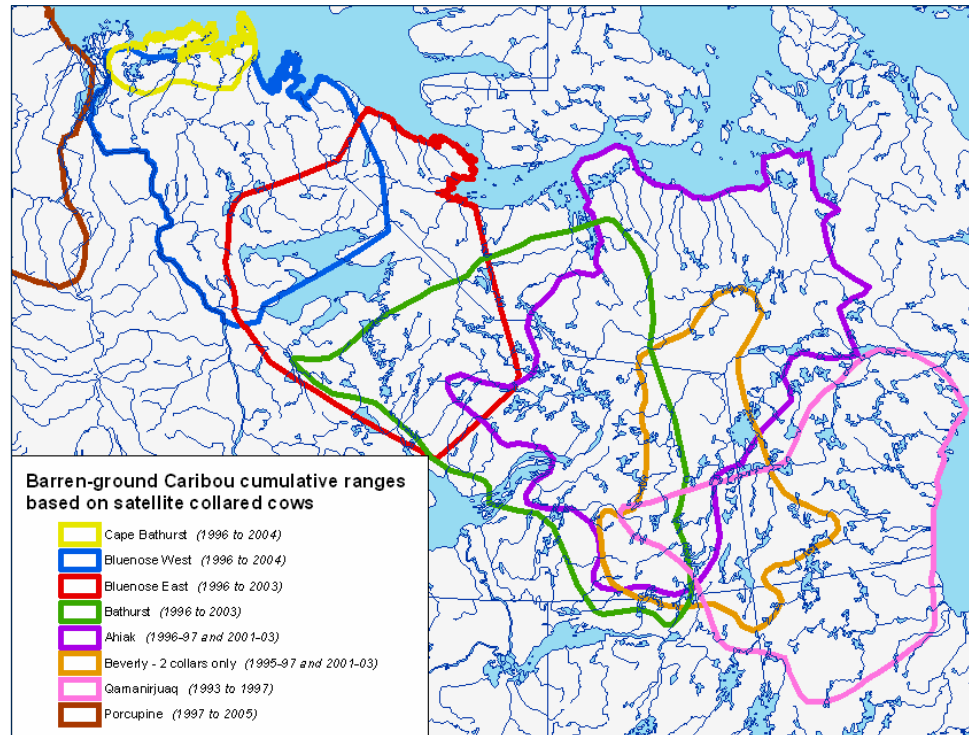 Barren-ground Caribou cumulative ranges
based on satellite collared cows
Cape Bathurst (1996 to 2004)
Bluenose West (1996 to 2004)
Bluenose East (1996 to 2003)
Bathurst (1996 to 2003)
Ahiak (1996-97 and 2001-03)
Beverly - 2 collars only (1995-97 and 2001-03)
Qamanirjuaq (1993 to 1997)
Porcupine (1997 to 2005)